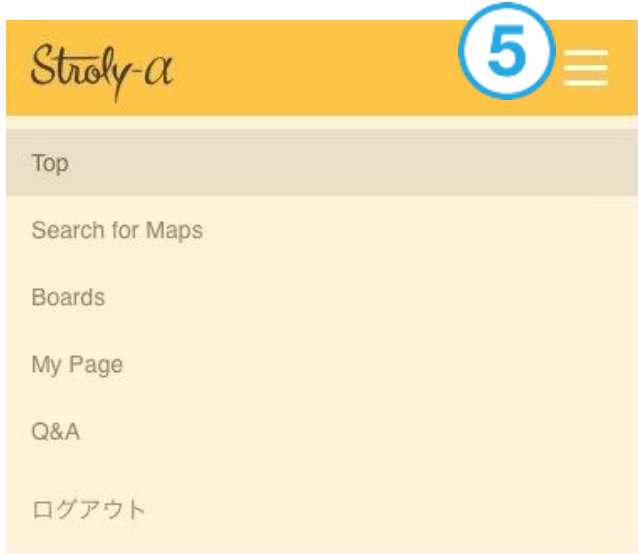 Stroly-α
5
Top
Search for Maps
Boards
My Page
Q&A
ログアウト